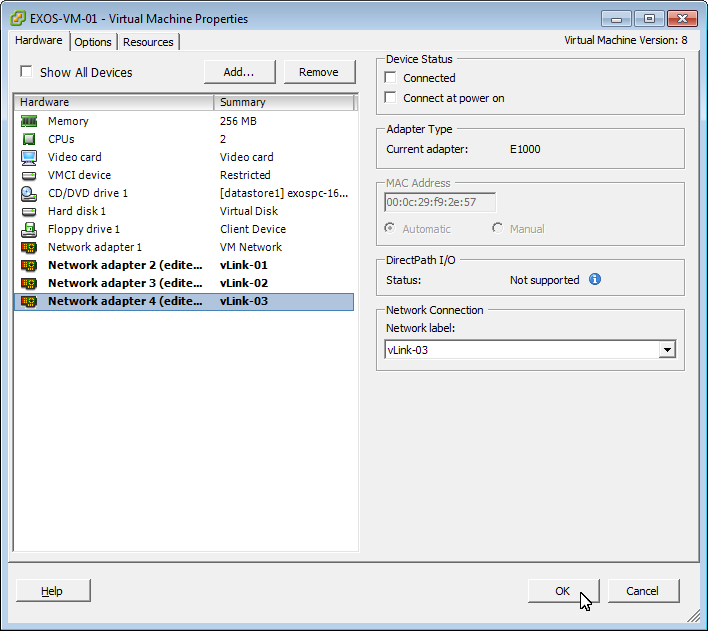 EXOS-VM-01 - Virtual Machine Properties
Hardware Options Resources Virtual Machine Version: 8
Show All Devices Add... Remove
Hardware Summary
Memory 256 MB
CPUs 2
Video card Video card
VMCI device Restricted
CD/DVD drive 1 [datastore1] exospc-16...
Hard disk 1 Virtual Disk
Floppy drive 1 Client Device
Network adapter 1 VM Network
Network adapter 2 (edite... vLink-01
Network adapter 3 (edite... vLink-02
Network adapter 4 (edite... vLink-03
Device Status
Connected
Connect at power on
Adapter Type
Current adapter: E1000
MAC Address
00:0c:29:f9:2e:57
Automatic Manual
DirectPath I/O
Status: Not supported
Network Connection
Network label:
vLink-03
Help OK Cancel